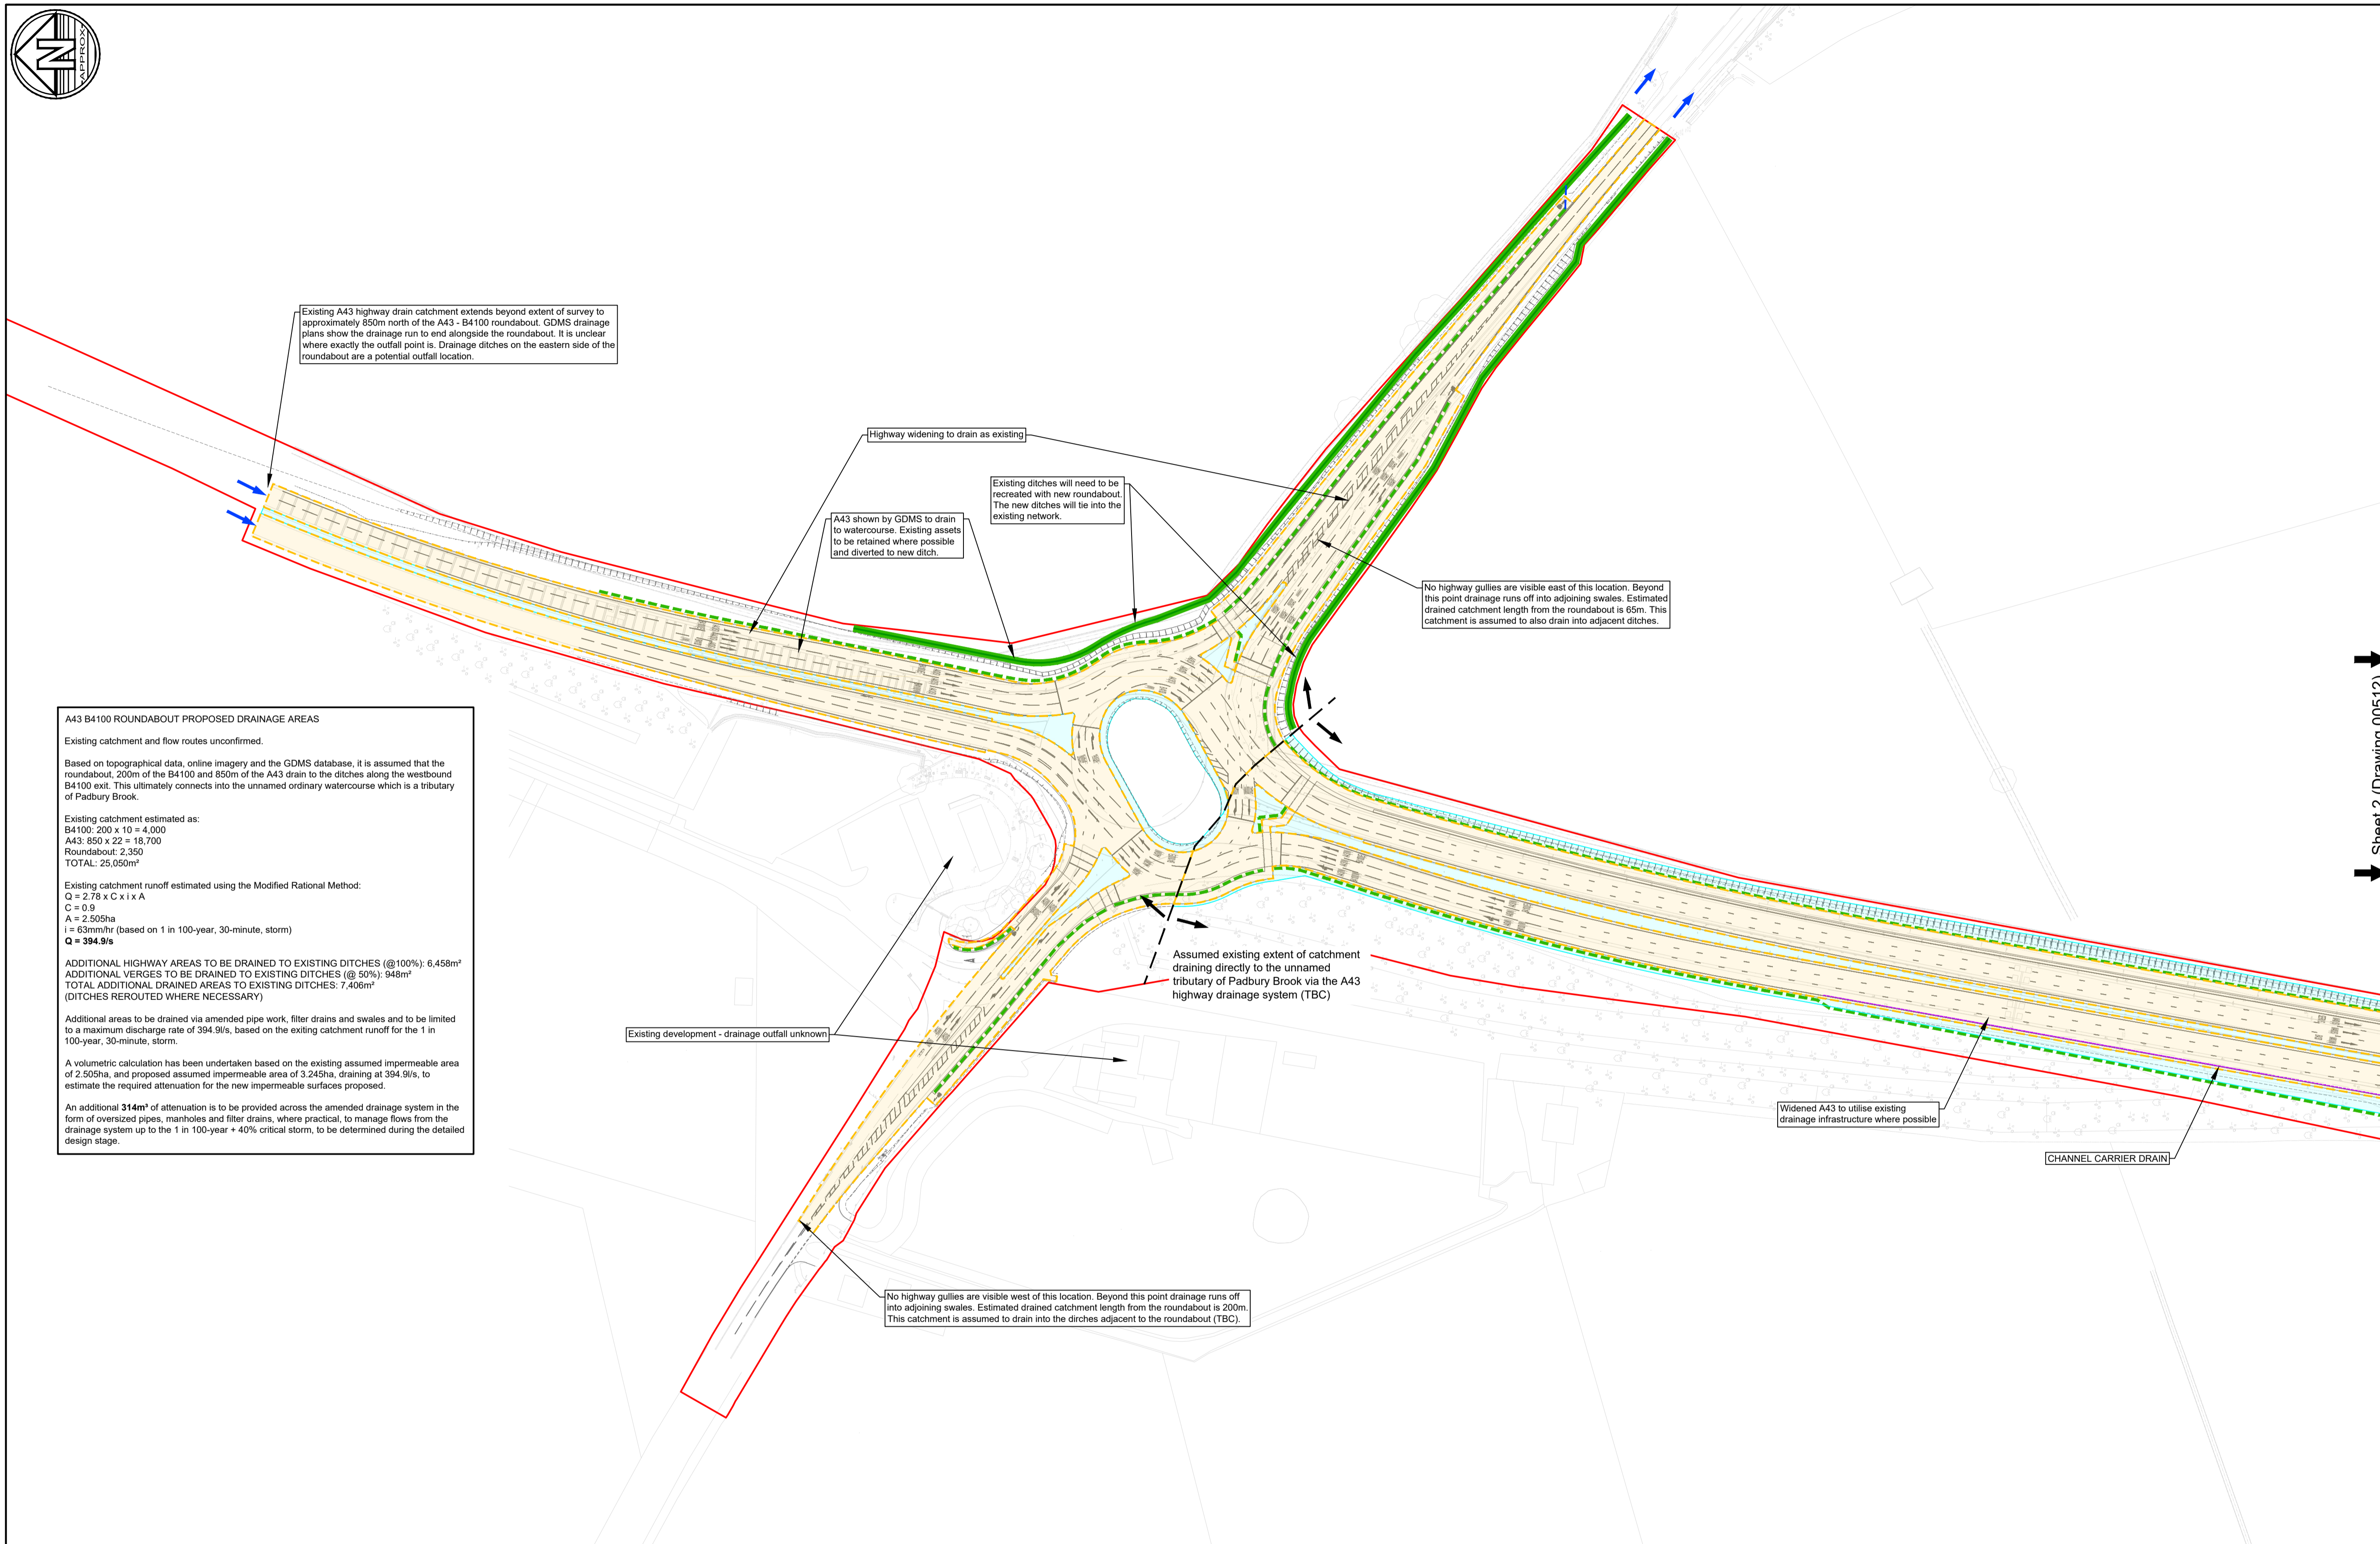 N
APPROX
Existing A43 highway drain catchment extends beyond extent of survey to
approximately 850m north of the A43 - B4100 roundabout. GDMS drainage
plans show the drainage run to end alongside the roundabout. It is unclear
where exactly the outfall point is. Drainage ditches on the eastern side of the
roundabout are a potential outfall location.
Highway widening to drain as existing
Existing ditches will need to be
recreated with new roundabout.
The new ditches will tie into the
existing network.
A43 shown by GDMS to drain
to watercourse. Existing assets
to be retained where possible
and diverted to new ditch.
No highway gullies are visible east of this location. Beyond
this point drainage runs off into adjoining swales. Estimated
drained catchment length from the roundabout is 65m. This
catchment is assumed to also drain into adjacent ditches.
Sheet 2 (Drawing 00512)
A43 B4100 ROUNDABOUT PROPOSED DRAINAGE AREAS
Existing catchment and flow routes unconfirmed.
Based on topographical data, online imagery and the GDMS database, it is assumed that the
roundabout, 200m of the B4100 and 850m of the A43 drain to the ditches along the westbound
B4100 exit. This ultimately connects into the unnamed ordinary watercourse which is a tributary
of Padbury Brook.
Existing catchment estimated as:
B4100: 200 x 10 = 4,000
A43: 850 x 22 = 18,700
Roundabout: 2,350
TOTAL: 25,050m²
Existing catchment runoff estimated using the Modified Rational Method:
Q = 2.78 x C x i x A
C = 0.9
A = 2.505ha
i = 63mm/hr (based on 1 in 100-year, 30-minute, storm)
Q = 394.9/s
ADDITIONAL HIGHWAY AREAS TO BE DRAINED TO EXISTING DITCHES (@100%): 6,458m²
ADDITIONAL VERGES TO BE DRAINED TO EXISTING DITCHES (@ 50%): 948m²
TOTAL ADDITIONAL DRAINED AREAS TO EXISTING DITCHES: 7,406m²
(DITCHES REROUTED WHERE NECESSARY)
Additional areas to be drained via amended pipe work, filter drains and swales and to be limited
to a maximum discharge rate of 394.9l/s, based on the exiting catchment runoff for the 1 in
100-year, 30-minute, storm.
A volumetric calculation has been undertaken based on the existing assumed impermeable area
of 2.505ha, and proposed assumed impermeable area of 3.245ha, draining at 394.9l/s, to
estimate the required attenuation for the new impermeable surfaces proposed.
An additional 314m³ of attenuation is to be provided across the amended drainage system in the
form of oversized pipes, manholes and filter drains, where practical, to manage flows from the
drainage system up to the 1 in 100-year + 40% critical storm, to be determined during the detailed
design stage.
Assumed existing extent of catchment
draining directly to the unnamed
tributary of Padbury Brook via the A43
highway drainage system (TBC)
Existing development - drainage outfall unknown
Widened A43 to utilise existing
drainage infrastructure where possible
CHANNEL CARRIER DRAIN
No highway gullies are visible west of this location. Beyond this point drainage runs off
into adjoining swales. Estimated drained catchment length from the roundabout is 200m.
This catchment is assumed to drain into the dirches adjacent to the roundabout (TBC).